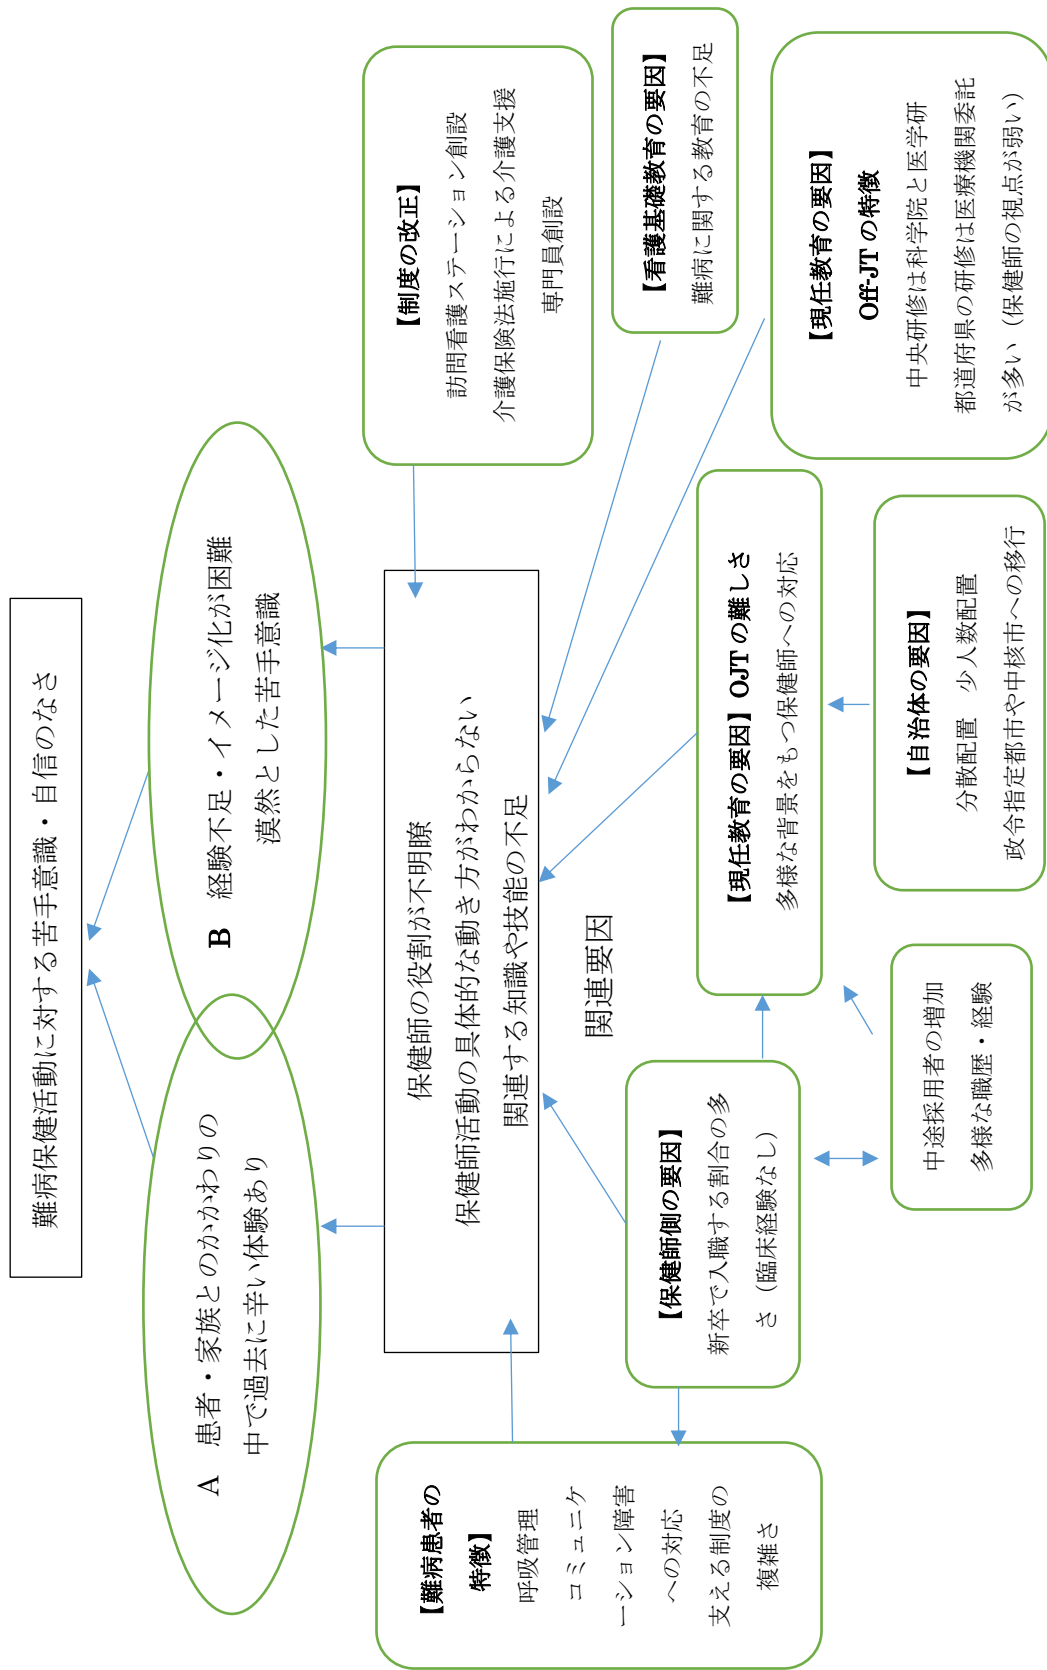 難病保健活動に対する苦手意識・自信のなさ
A 患者・家族とのかかわりの
中で過去に辛い体験あり
B 経験不足・イメージ化が困難
漠然とした苦手意識
保健師の役割が不明瞭
保健師活動の具体的な動き方がわからない
関連する知識や技能の不足
関連要因
【難病患者の
特徴】
呼吸管理
コミュニケ
ーション障害
への対応
支える制度の
複雑さ
【保健師側の要因】
新卒で入職する割合の多
さ（臨床経験なし）
中途採用者の増加
多様な職歴・経験
【現任教育の要因】OJT の難しさ
多様な背景をもつ保健師への対応
【自治体の要因】
分散配置 少人数配置
政令指定都市や中核市への移行
【制度の改正】
訪問看護ステーション創設
介護保険法施行による介護支援
専門員創設
【看護基礎教育の要因】
難病に関する教育の不足
【現任教育の要因】
Off-JT の特徴
中央研修は科学院と医学研
都道府県の研修は医療機関委託
が多い（保健師の視点が弱い）